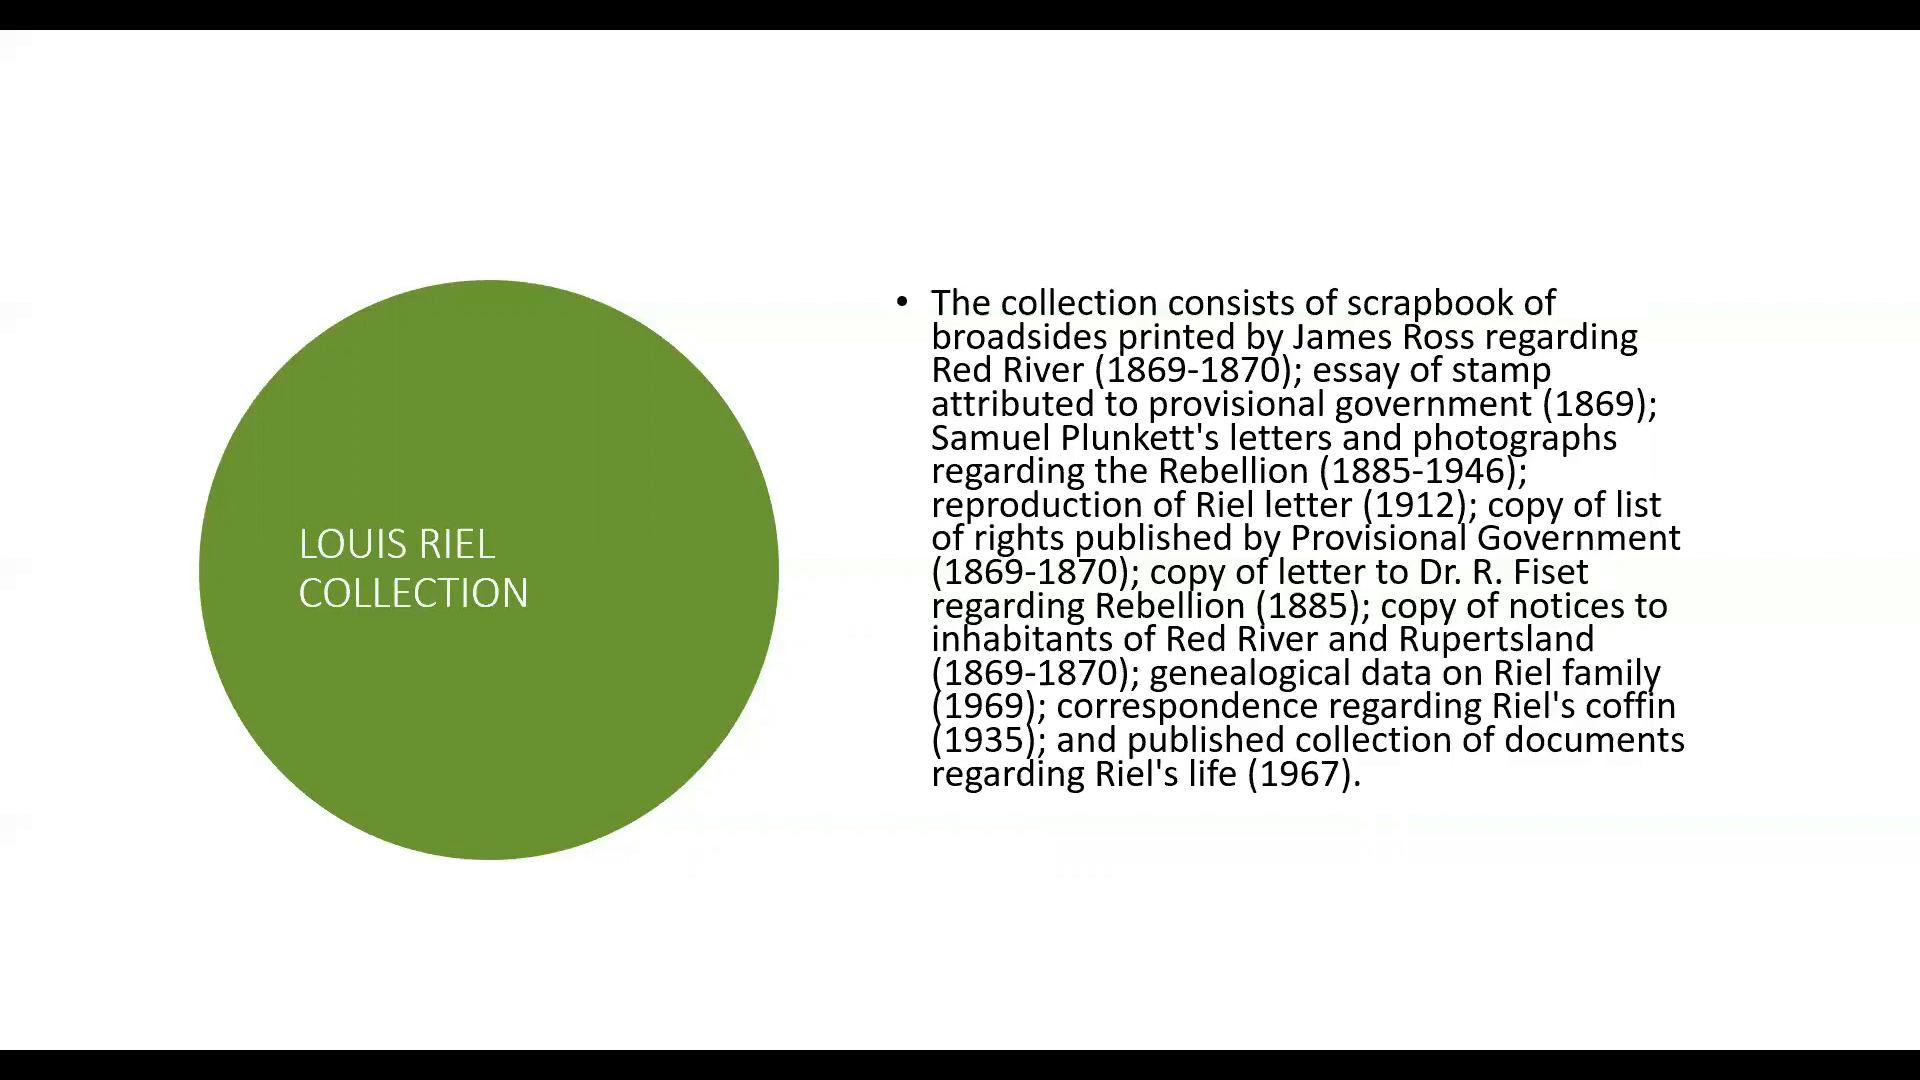 LOUIS RIEL
COLLECTION
• The collection consists of scrapbook of
broadsides printed by James Ross regarding
Red River (1869-1870); essay of stamp
attributed to provisional government (1869);
Samuel Plunkett's letters and photographs
regarding the Rebellion (1885-1946);
reproduction of Riel letter (1912); copy of list
of rights published by Provisional Government
(1869-1870); copy of letter to Dr. R. Fiset
regarding Rebellion (1885); copy of notices to
inhabitants of Red River and Rupertsland
(1869-1870); genealogical data on Riel family
(1969); correspondence regarding Riel's coffin
(1935); and published collection of documents
regarding Riel's life (1967).